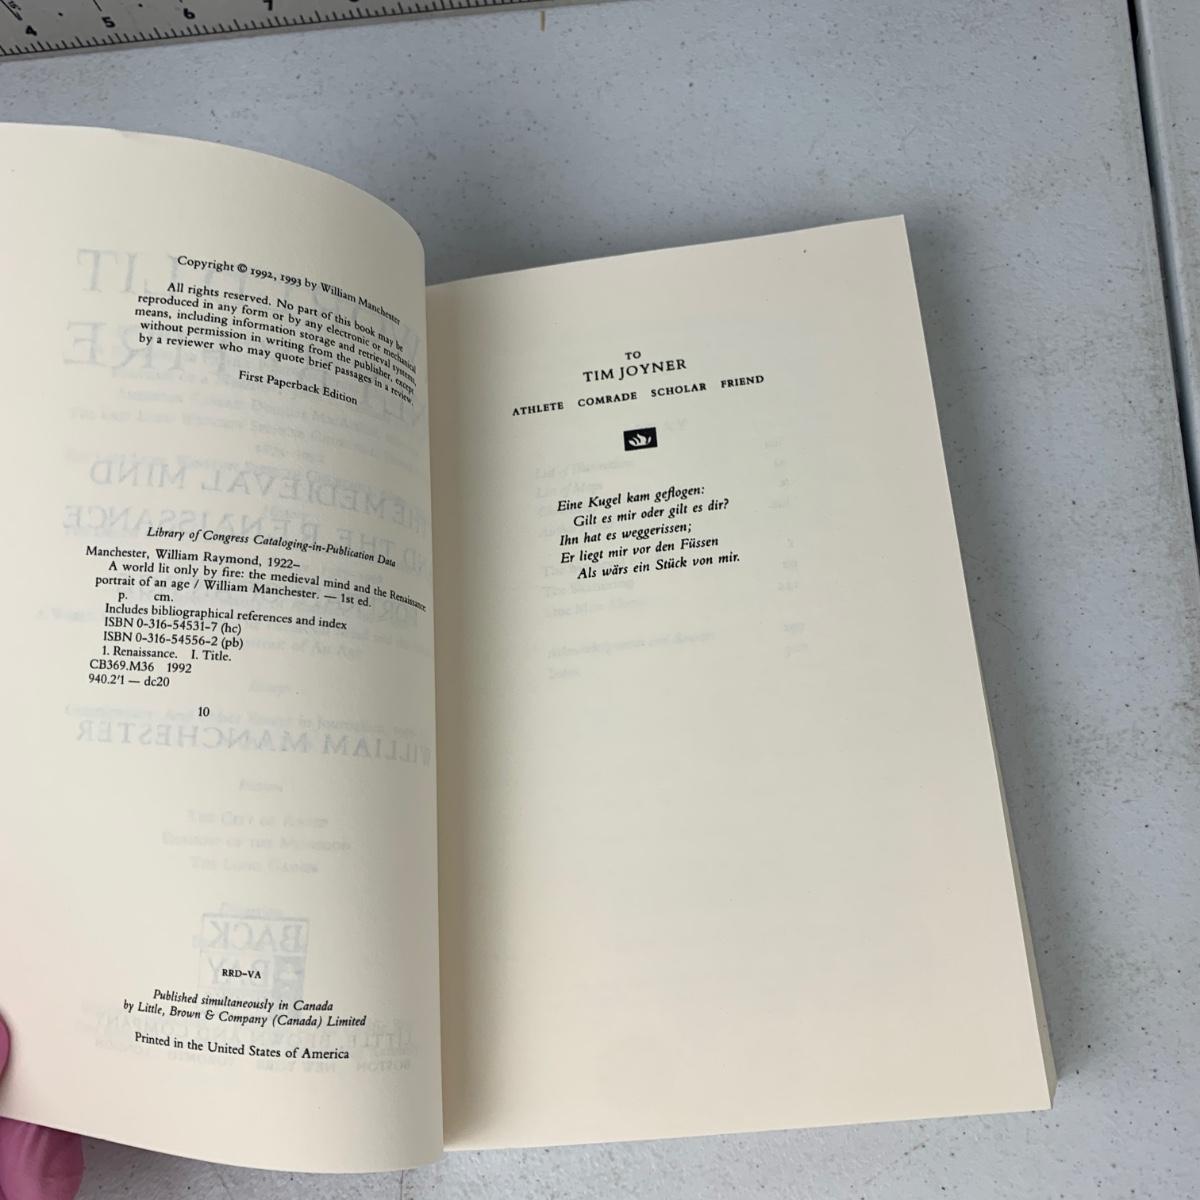 4 5 6 7
Copyright © 1992, 1993 by William Manchester
All rights reserved. No part of this book may be
reproduced in any form or by any electronic or mechanical
means, including information storage and retrieval systems,
without permission in writing from the publisher, except
by a reviewer who may quote brief passages in a review.
First Paperback Edition
Library of Congress Cataloging-in-Publication Data
Manchester, William Raymond, 1922–
A world lit only by fire: the medieval mind and the Renaissance
portrait of an age / William Manchester. — 1st ed.
p. cm.
Includes bibliographical references and index
ISBN 0-316-54531-7 (hc)
ISBN 0-316-54556-2 (pb)
1. Renaissance. I. Title.
CB369.M36 1992
940.2'1 — dc20
10
RRD-VA
Published simultaneously in Canada
by Little, Brown & Company (Canada) Limited
Printed in the United States of America
TO
TIM JOYNER
ATHLETE COMRADE SCHOLAR FRIEND
Eine Kugel kam geflogen:
Gilt es mir oder gilt es dir?
Ihn hat es weggerissen;
Er liegt mir vor den Füssen
Als wärs ein Stück von mir.